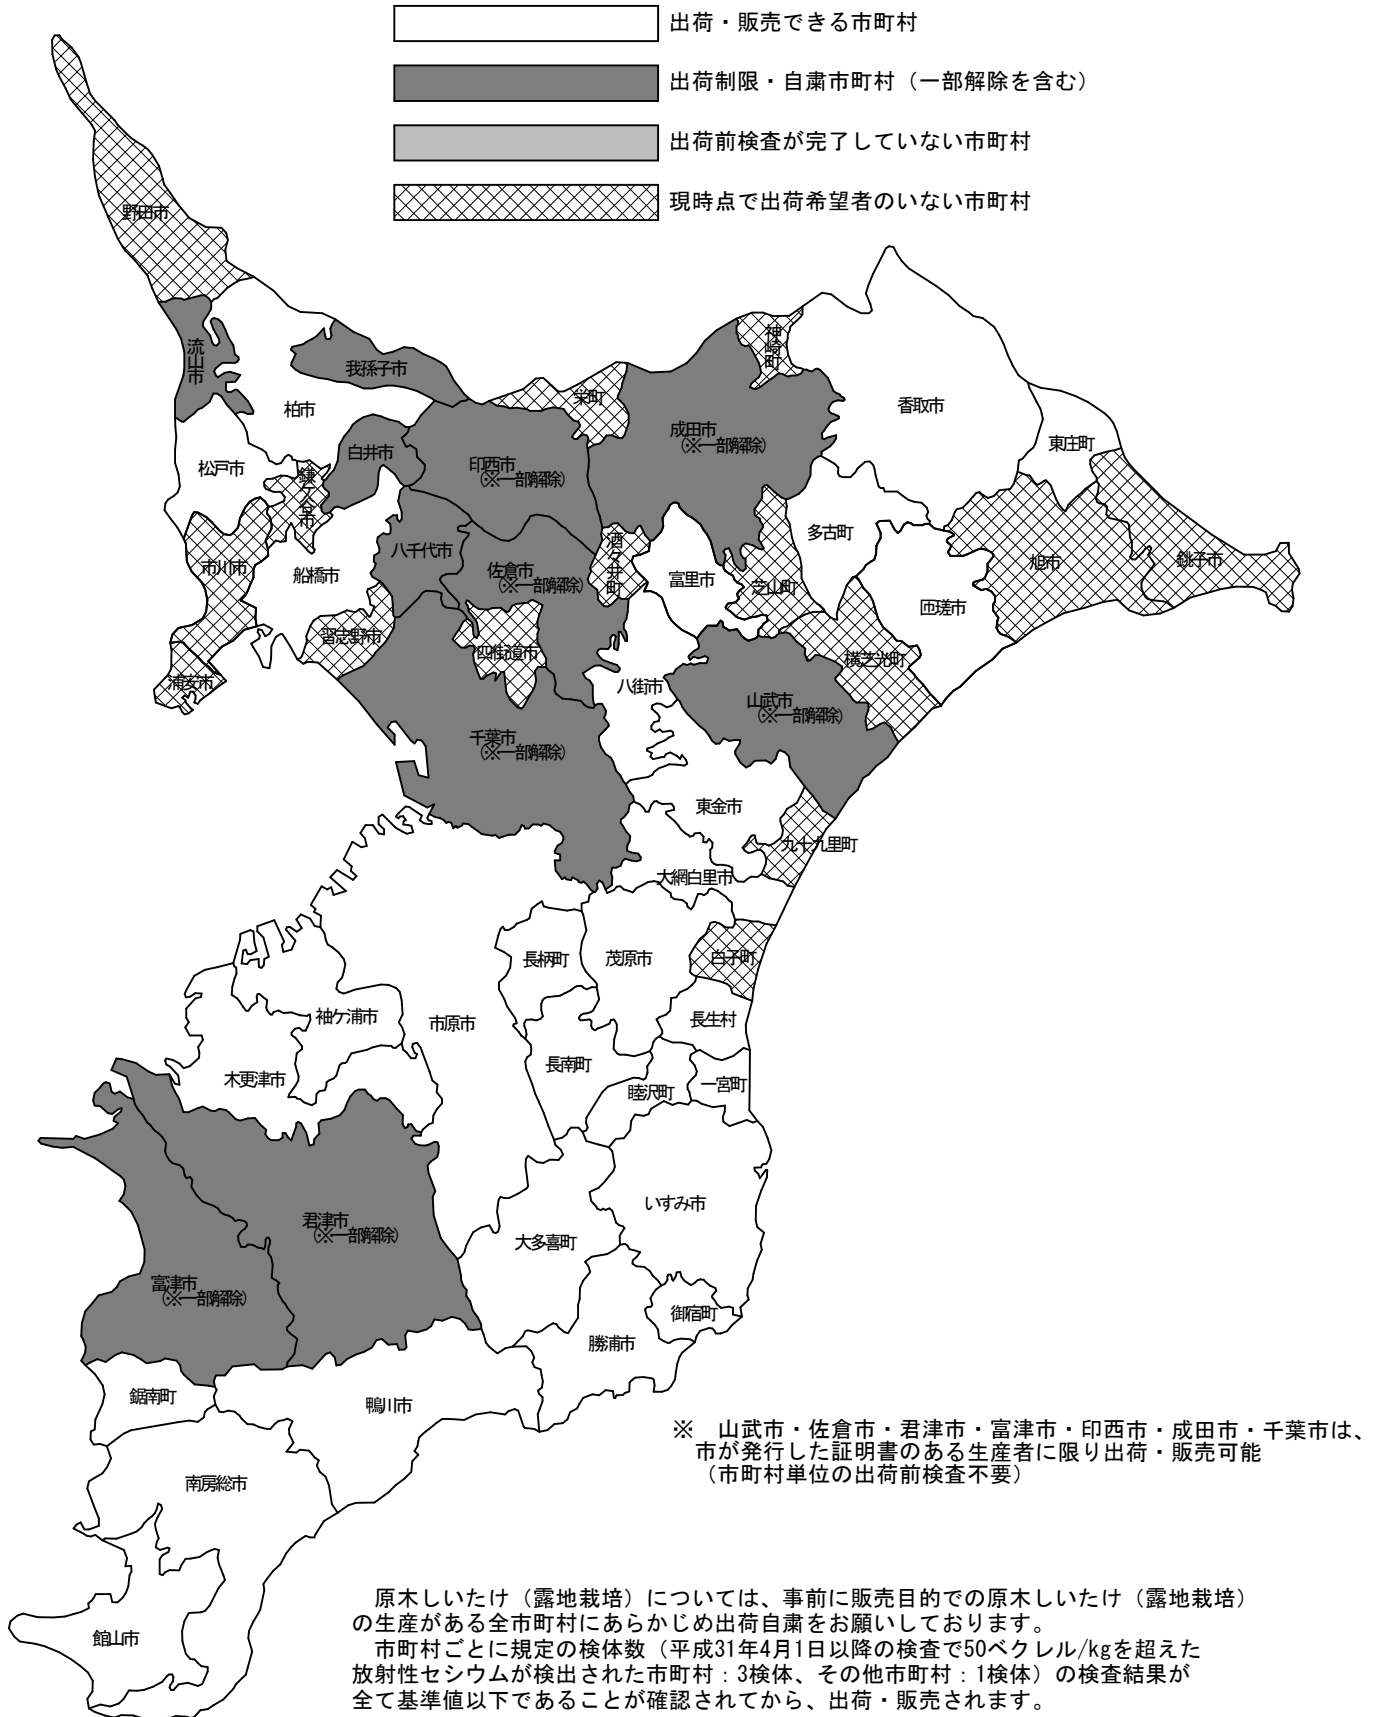 出荷・販売できる市町村
出荷制限・自粛市町村（一部解除を含む）
出荷前検査が完了していない市町村
現時点で出荷希望者のいない市町村
野田市
流山市
我孫子市
柏市
神崎町
栄町
香取市
成田市
(※一部解除)
東庄町
松戸市
鎌ケ谷市
白井市
印西市
(※一部解除)
多古町
八千代市
酒々井町
銚子市
旭市
市川市
船橋市
佐倉市
(※一部解除)
富里市
芝山町
匝瑳市
習志野市
四街道市
横芝光町
浦安市
八街市
山武市
(※一部解除)
千葉市
(※一部解除)
東金市
九十九里町
大網白里市
長柄町
茂原市
白子町
袖ケ浦市
市原市
長生村
長南町
木更津市
睦沢町
一宮町
いすみ市
君津市
(※一部解除)
大多喜町
富津市
(※一部解除)
御宿町
勝浦市
鋸南町
鴨川市
※　山武市・佐倉市・君津市・富津市・印西市・成田市・千葉市は、
市が発行した証明書のある生産者に限り出荷・販売可能
（市町村単位の出荷前検査不要）
南房総市
館山市
原木しいたけ（露地栽培）については、事前に販売目的での原木しいたけ（露地栽培）
の生産がある全市町村にあらかじめ出荷自粛をお願いしております。
市町村ごとに規定の検体数（平成31年4月1日以降の検査で50ベクレル/kgを超えた
放射性セシウムが検出された市町村：3検体、その他市町村：1検体）の検査結果が
全て基準値以下であることが確認されてから、出荷・販売されます。